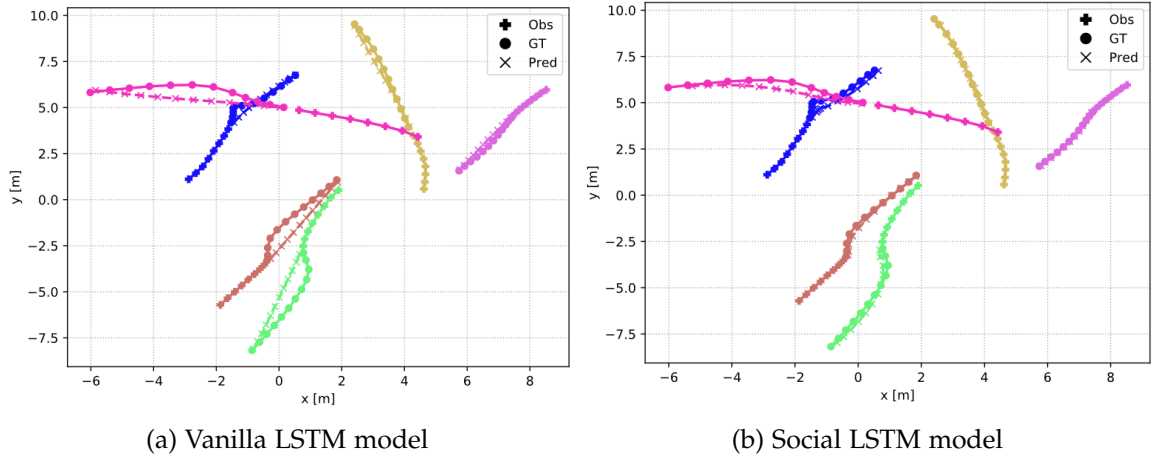 10.0
7.5
5.0
2.5
0.0
−2.5
−5.0
−7.5
y [m]
−6 −4 −2 0 2 4 6 8
x [m]
Obs
GT
Pred
(a) Vanilla LSTM model
10.0
7.5
5.0
2.5
0.0
−2.5
−5.0
−7.5
y [m]
−6 −4 −2 0 2 4 6 8
x [m]
Obs
GT
Pred
(b) Social LSTM model